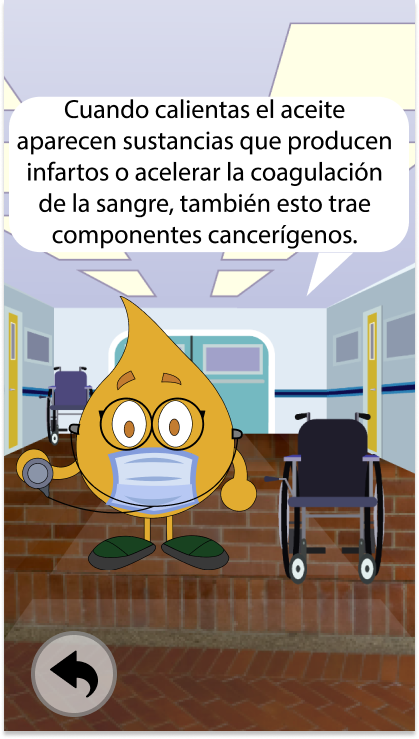 Cuando calientas el aceite
aparecen sustancias que producen
infartos o acelerar la coagulación
de la sangre, también esto trae
componentes cancerígenos.